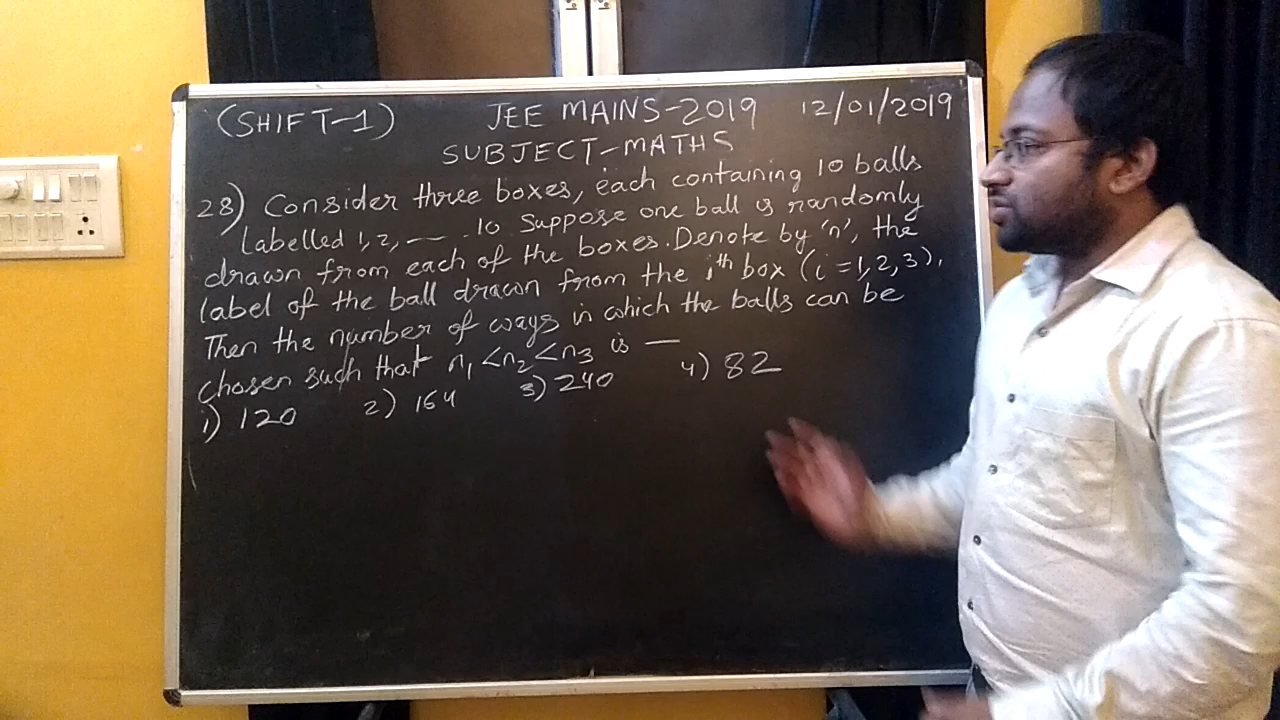 (SHIFT-1) JEE MAINS-2019 12/01/2019
SUBJECT-MATHS
28) Consider three boxes, each containing 10 balls
labelled 1, 2, — . 10 Suppose one ball is randomly
drawn from each of the boxes. Denote by 'n', the
label of the ball drawn from the ith box (i=1,2,3).
Then the number of ways in which the balls can be
chosen such that n1 <n2 <n3 is —
1) 120 2) 164 3) 240 4) 82